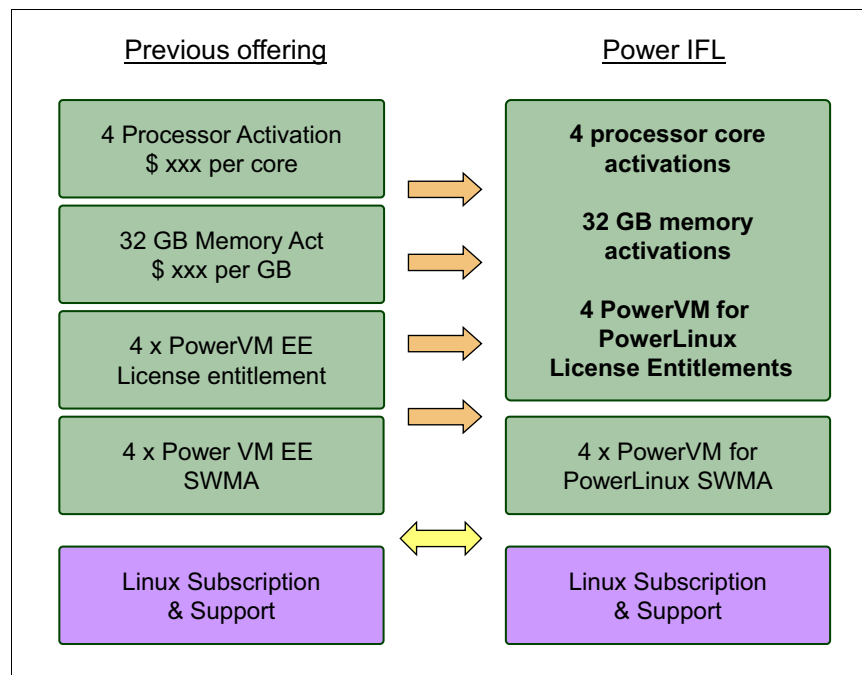 Previous offering
Power IFL
4 Processor Activation
$ xxx per core
32 GB Memory Act
$ xxx per GB
4 x PowerVM EE
License entitlement
4 x Power VM EE
SWMA
Linux Subscription
& Support
4 processor core
activations
32 GB memory
activations
4 PowerVM for
PowerLinux
License Entitlements
4 x PowerVM for
PowerLinux SWMA
Linux Subscription
& Support